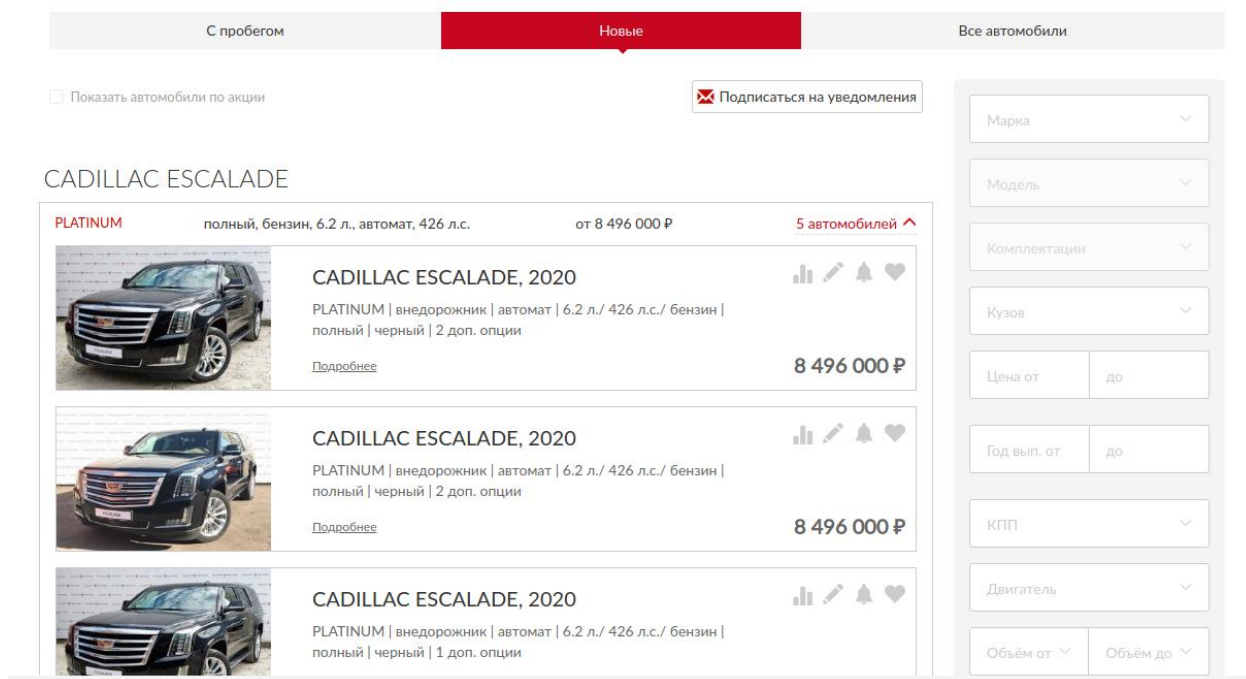 С пробегом
Новые
Все автомобили
Показать автомобили по акции
Подписаться на уведомления
CADILLAC ESCALADE
PLATINUM
полный, бензин, 6.2 л., автомат, 426 л.с.
от 8 496 000 ₽
5 автомобилей
CADILLAC ESCALADE, 2020
PLATINUM | внедорожник | автомат | 6.2 л./ 426 л.с./ бензин |
полный | черный | 2 доп. опции
Подробнее
8 496 000 ₽
CADILLAC ESCALADE, 2020
PLATINUM | внедорожник | автомат | 6.2 л./ 426 л.с./ бензин |
полный | черный | 2 доп. опции
Подробнее
8 496 000 ₽
CADILLAC ESCALADE, 2020
PLATINUM | внедорожник | автомат | 6.2 л./ 426 л.с./ бензин |
полный | черный | 1 доп. опции
Марка
Модель
Комплектации
Кузов
Цена от
до
Год вып. от
до
КПП
Двигатель
Объём от
Объём до